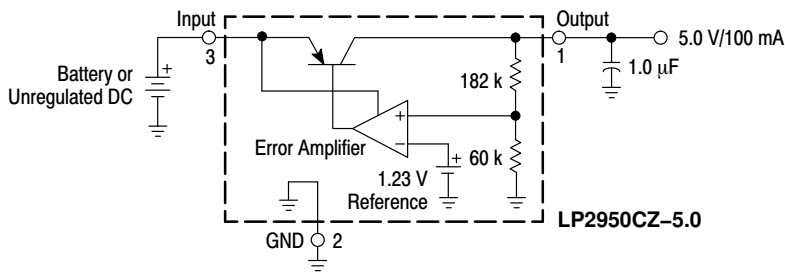 Input
3
Output
1
5.0 V/100 mA
1.0 μF
Battery or
Unregulated DC
+
182 k
Error Amplifier
+
−
60 k
+
1.23 V
Reference
LP2950CZ−5.0
GND
2